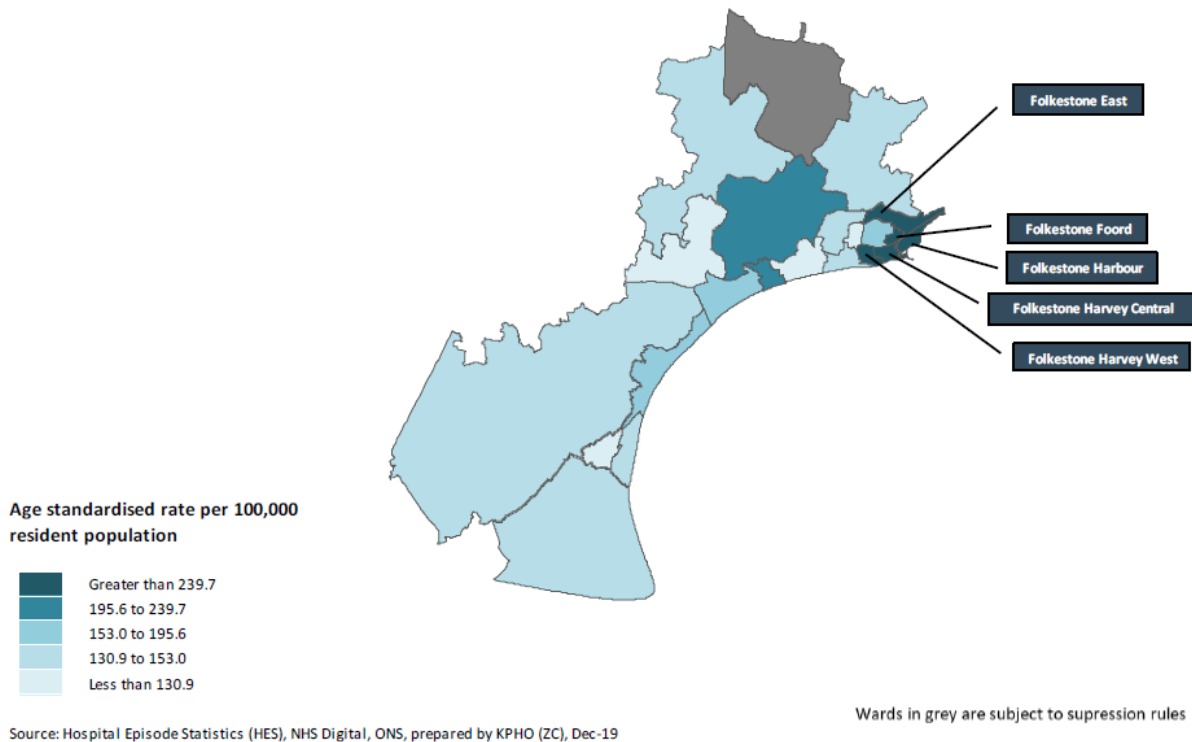 Folkestone East
Folkestone Foord
Folkestone Harbour
Folkestone Harvey Central
Folkestone Harvey West
Age standardised rate per 100,000
resident population
Greater than 239.7
195.6 to 239.7
153.0 to 195.6
130.9 to 153.0
Less than 130.9
Wards in grey are subject to supression rules
Source: Hospital Episode Statistics (HES), NHS Digital, ONS, prepared by KPHO (ZC), Dec-19